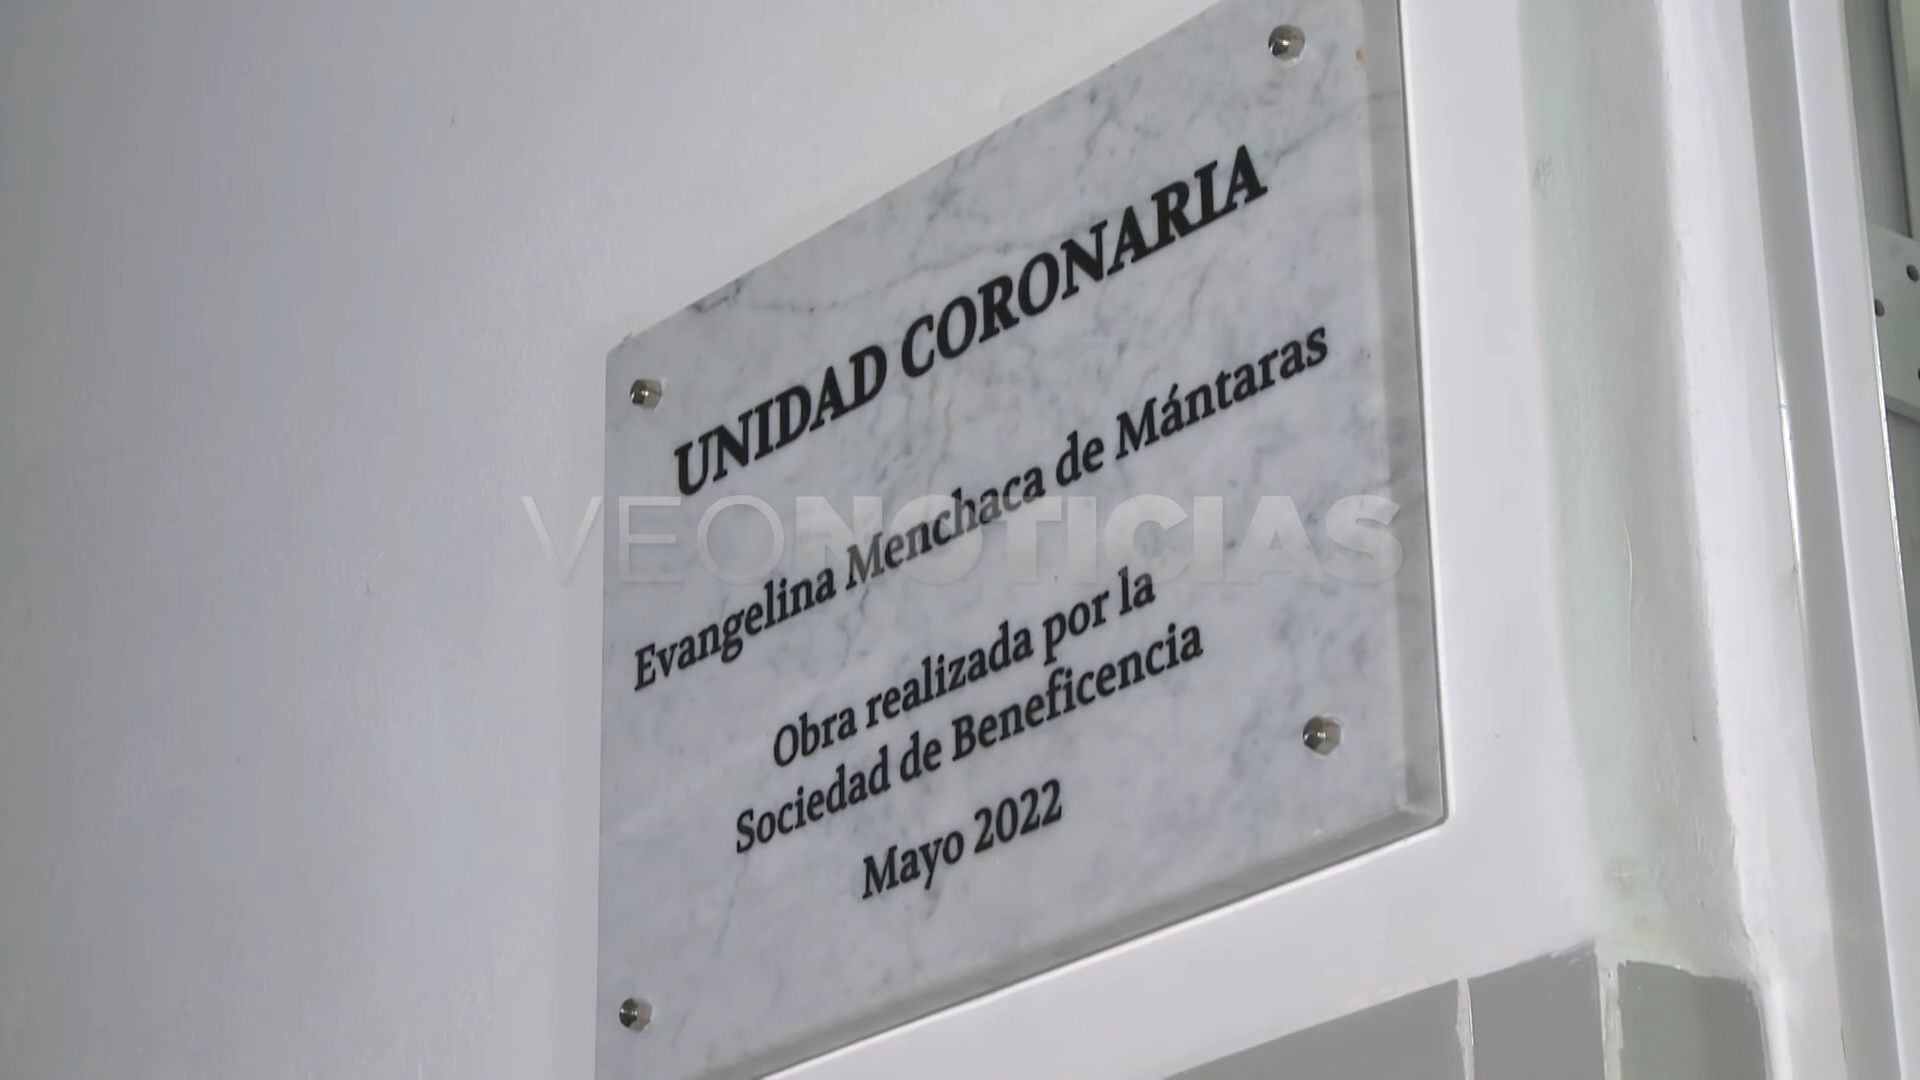 UNIDAD CORONARIA
Evangelina Menchaca de Mántaras
VEONOTICIAS
Obra realizada por la
Sociedad de Beneficencia
Mayo 2022